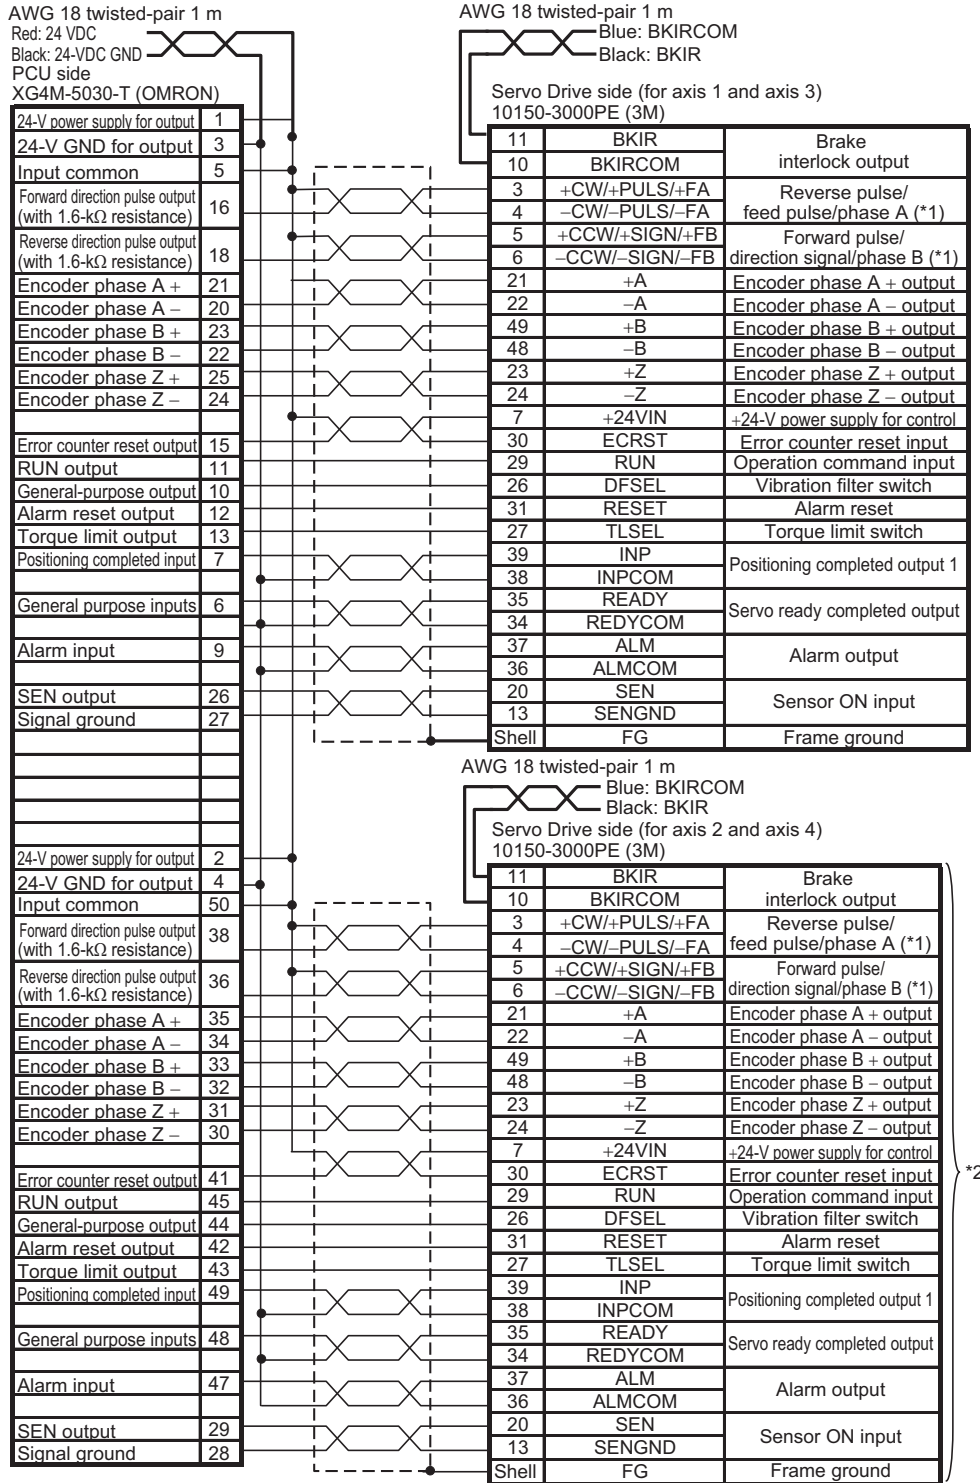 AWG 18 twisted-pair 1 m
Red: 24 VDC
Black: 24-VDC GND
PCU side
XG4M-5030-T (OMRON)
24-V power supply for output 1
24-V GND for output 3
Input common 5
Forward direction pulse output
(with 1.6-kΩ resistance) 16
Reverse direction pulse output
(with 1.6-kΩ resistance) 18
Encoder phase A + 21
Encoder phase A − 20
Encoder phase B + 23
Encoder phase B − 22
Encoder phase Z + 25
Encoder phase Z − 24
Error counter reset output 15
RUN output 11
General-purpose output 10
Alarm reset output 12
Torque limit output 13
Positioning completed input 7
General purpose inputs 6
Alarm input 9
SEN output 26
Signal ground 27
24-V power supply for output 2
24-V GND for output 4
Input common 50
Forward direction pulse output
(with 1.6-kΩ resistance) 38
Reverse direction pulse output
(with 1.6-kΩ resistance) 36
Encoder phase A + 35
Encoder phase A − 34
Encoder phase B + 33
Encoder phase B − 32
Encoder phase Z + 31
Encoder phase Z − 30
Error counter reset output 41
RUN output 45
General-purpose output 44
Alarm reset output 42
Torque limit output 43
Positioning completed input 49
General purpose inputs 48
Alarm input 47
SEN output 29
Signal ground 28
AWG 18 twisted-pair 1 m
Blue: BKIRCOM
Black: BKIR
Servo Drive side (for axis 1 and axis 3)
10150-3000PE (3M)
11 BKIR Brake
10 BKIRCOM interlock output
3 +CW/+PULS/+FA Reverse pulse/
4 −CW/−PULS/−FA feed pulse/phase A (*1)
5 +CCW/+SIGN/+FB Forward pulse/
6 −CCW/−SIGN/−FB direction signal/phase B (*1)
21 +A Encoder phase A + output
22 −A Encoder phase A − output
49 +B Encoder phase B + output
48 −B Encoder phase B − output
23 +Z Encoder phase Z + output
24 −Z Encoder phase Z − output
7 +24VIN +24-V power supply for control
30 ECRST Error counter reset input
29 RUN Operation command input
26 DFSEL Vibration filter switch
31 RESET Alarm reset
27 TLSEL Torque limit switch
39 INP Positioning completed output 1
38 INPCOM
35 READY Servo ready completed output
34 REDYCOM
37 ALM Alarm output
36 ALMCOM
20 SEN Sensor ON input
13 SENGND
Shell FG Frame ground
AWG 18 twisted-pair 1 m
Blue: BKIRCOM
Black: BKIR
Servo Drive side (for axis 2 and axis 4)
10150-3000PE (3M)
11 BKIR Brake
10 BKIRCOM interlock output
3 +CW/+PULS/+FA Reverse pulse/
4 −CW/−PULS/−FA feed pulse/phase A (*1)
5 +CCW/+SIGN/+FB Forward pulse/
6 −CCW/−SIGN/−FB direction signal/phase B (*1)
21 +A Encoder phase A + output
22 −A Encoder phase A − output
49 +B Encoder phase B + output
48 −B Encoder phase B − output
23 +Z Encoder phase Z + output
24 −Z Encoder phase Z − output
7 +24VIN +24-V power supply for control
30 ECRST Error counter reset input
29 RUN Operation command input
26 DFSEL Vibration filter switch
31 RESET Alarm reset
27 TLSEL Torque limit switch
39 INP Positioning completed output 1
38 INPCOM
35 READY Servo ready completed output
34 REDYCOM
37 ALM Alarm output
36 ALMCOM
20 SEN Sensor ON input
13 SENGND
Shell FG Frame ground
*2